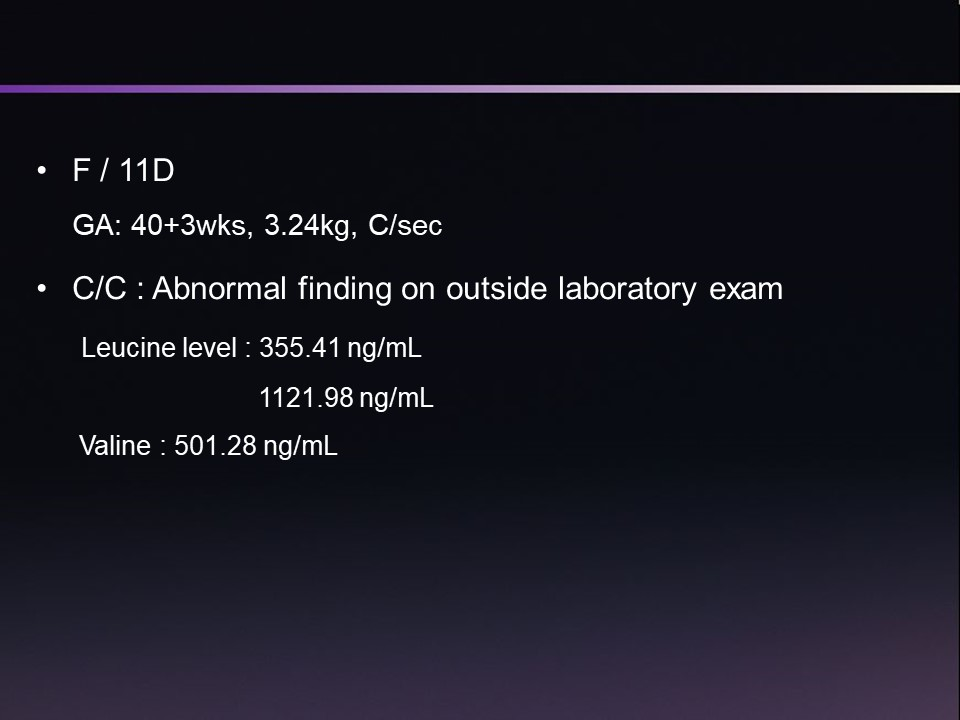 • F / 11D
GA: 40+3wks, 3.24kg, C/sec
• C/C : Abnormal finding on outside laboratory exam
Leucine level : 355.41 ng/mL
1121.98 ng/mL
Valine : 501.28 ng/mL